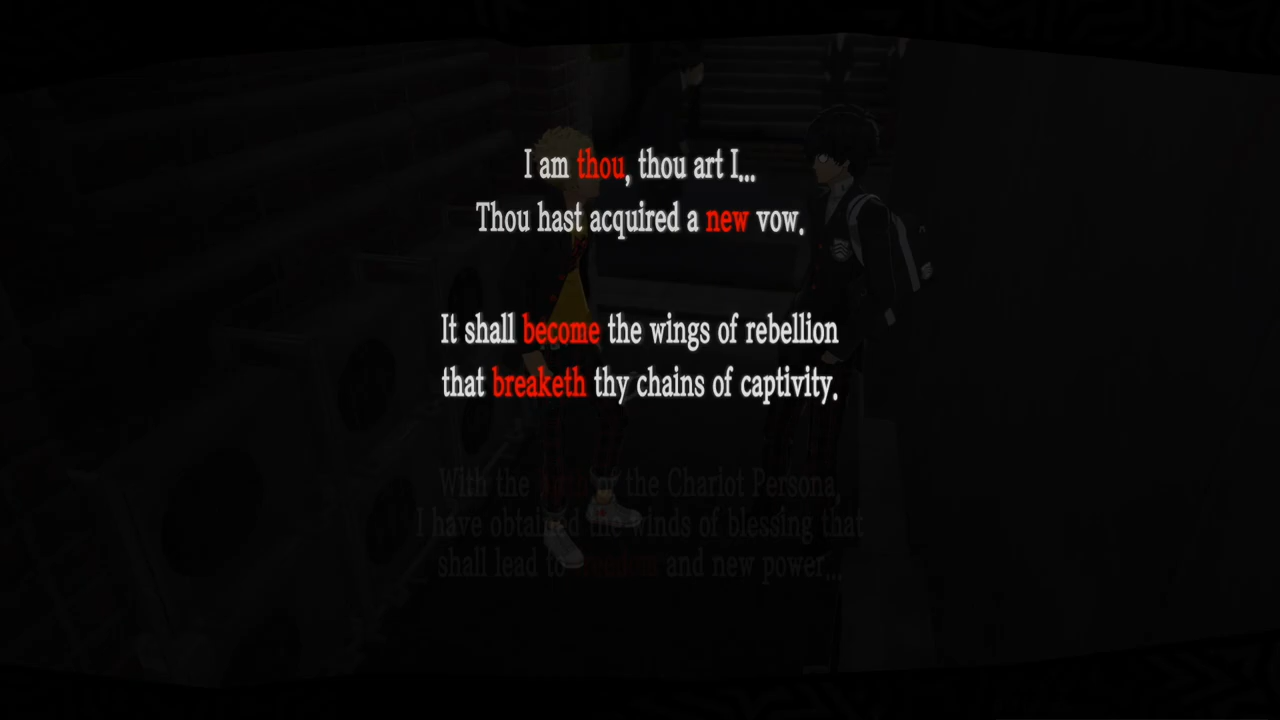 I am thou, thou art I...
Thou hast acquired a new vow.
It shall become the wings of rebellion
that breaketh thy chains of captivity.
With the birth of the Chariot Persona,
I have obtained the winds of blessing that
shall lead to freedom and new power...